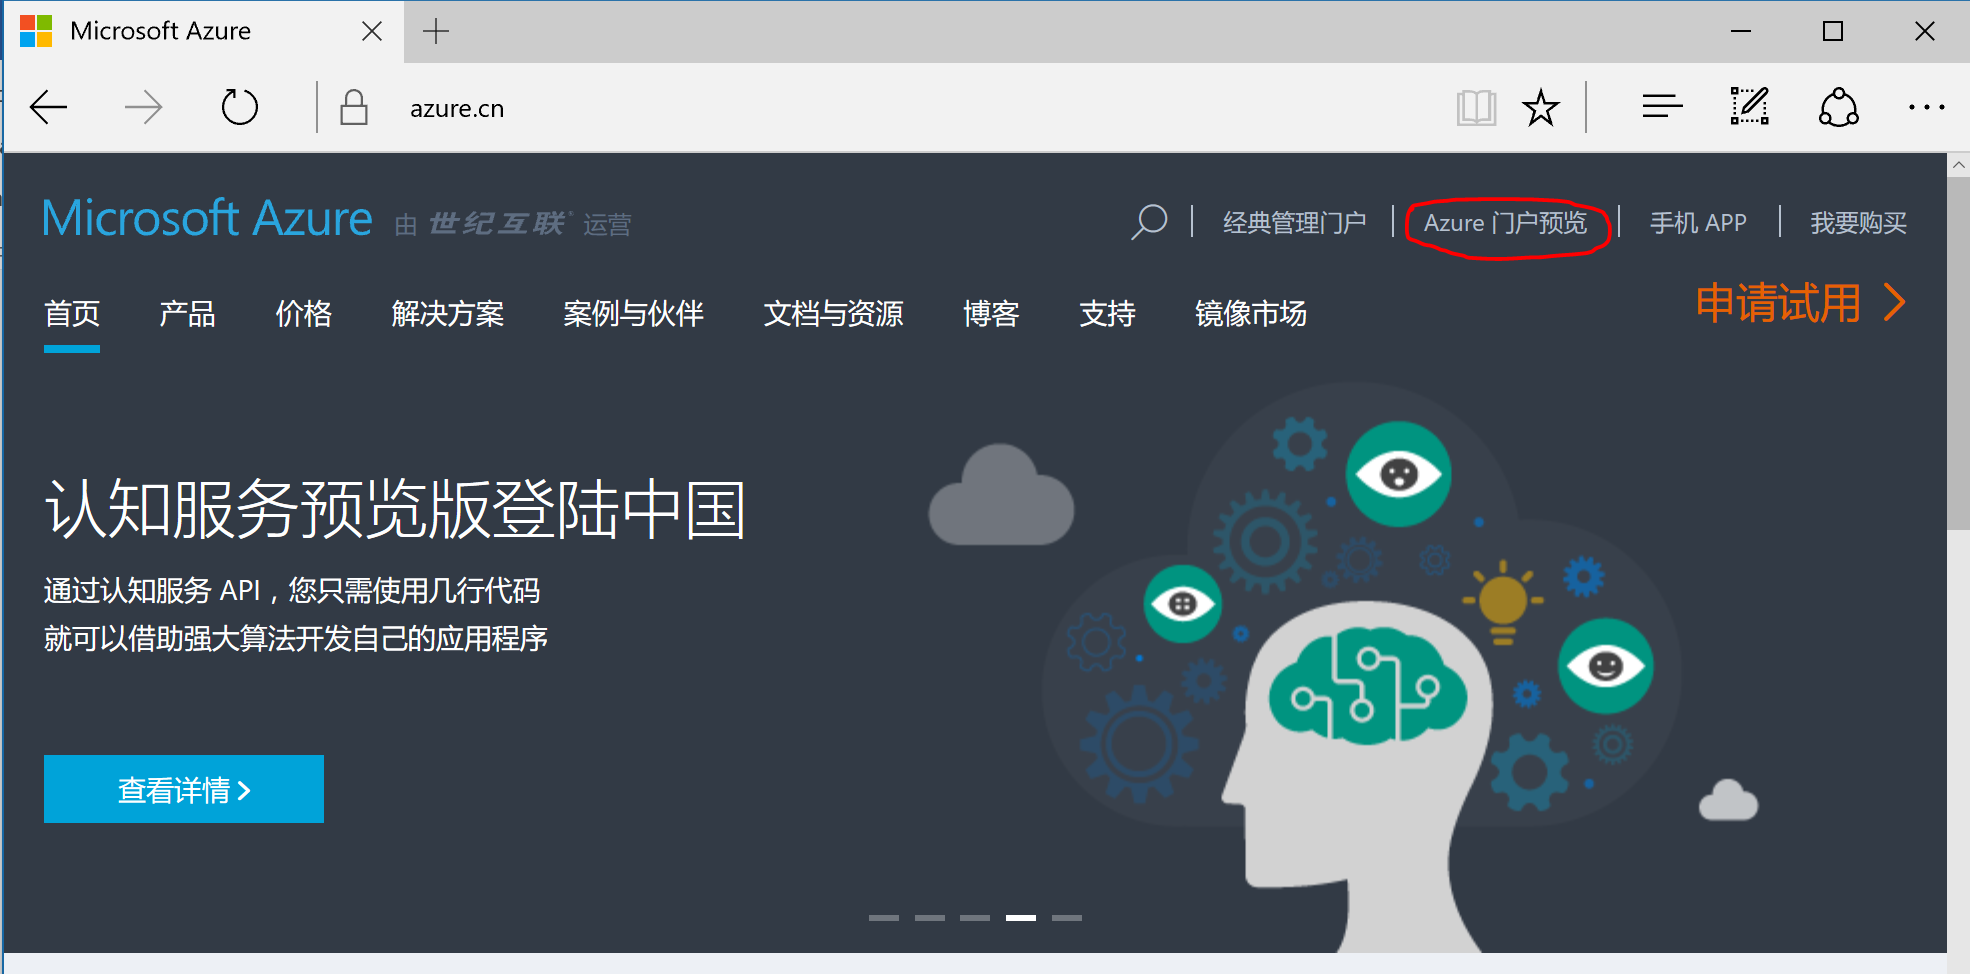 Microsoft Azure
azure.cn
Microsoft Azure 由 世纪互联 运营
经典管理门户
Azure 门户预览
手机 APP
我要购买
首页 产品 价格 解决方案 案例与伙伴 文档与资源 博客 支持 镜像市场
申请试用
认知服务预览版登陆中国
通过认知服务 API，您只需使用几行代码
就可以借助强大算法开发自己的应用程序
查看详情